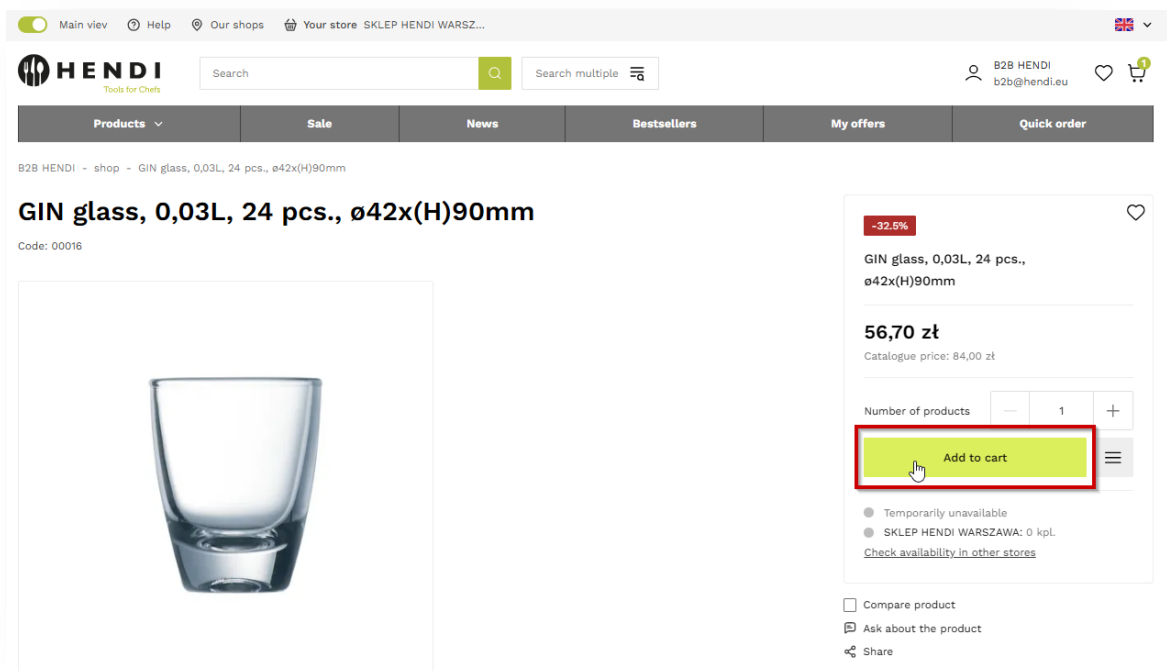 Main viev Help Our shops Your store SKLEP HENDI WARSZ...
HENDI
Tools for Chefs
Search
Search multiple
B2B HENDI
b2b@hendi.eu
1
Products Sale News Bestsellers My offers Quick order
B2B HENDI - shop - GIN glass, 0,03L, 24 pcs., ø42x(H)90mm
GIN glass, 0,03L, 24 pcs., ø42x(H)90mm
Code: 00016
-32.5%
GIN glass, 0,03L, 24 pcs.,
ø42x(H)90mm
56,70 zł
Catalogue price: 84,00 zł
Number of products — 1 +
Add to cart
Temporarily unavailable
SKLEP HENDI WARSZAWA: 0 kpl.
Check availability in other stores
Compare product
Ask about the product
Share